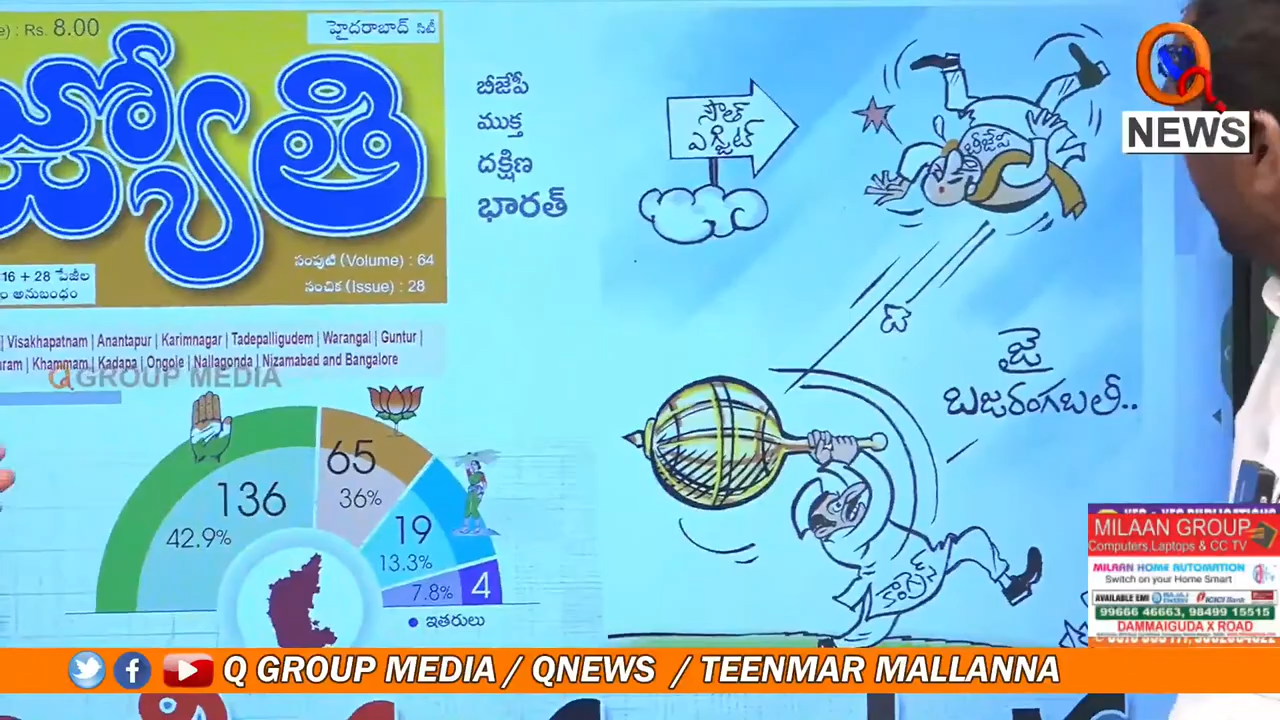 : Rs. 8.00
హైదరాబాద్ సిటీ
జ్యోతి
సంపుటి (Volume) : 64
సంచిక (Issue) : 28
16 + 28 పేజీల
అనుబంధం
బీజేపీ
ముక్త
దక్షిణ
భారత్
సౌత్
ఎగ్జిట్
బీజేపీ
Q
NEWS
| Visakhapatnam | Anantapur | Karimnagar | Tadepalligudem | Warangal | Guntur |
| Khammam | Kadapa | Ongole | Nallagonda | Nizamabad and Bangalore
Q GROUP MEDIA
136
42.9%
65
36%
19
13.3%
7.8%
4
ఇతరులు
జై
బజరంగబలీ..
కాంగ్రెస్
MILAAN GROUP
Computers,Laptops & CC TV
MILAAN HOME AUTOMATION
Switch on your Home Smart
AVAILABLE EMI
ICICI Bank
99666 46663, 98499 15515
DAMMAIGUDA X ROAD
Q GROUP MEDIA / QNEWS / TEENMAR MALLANNA